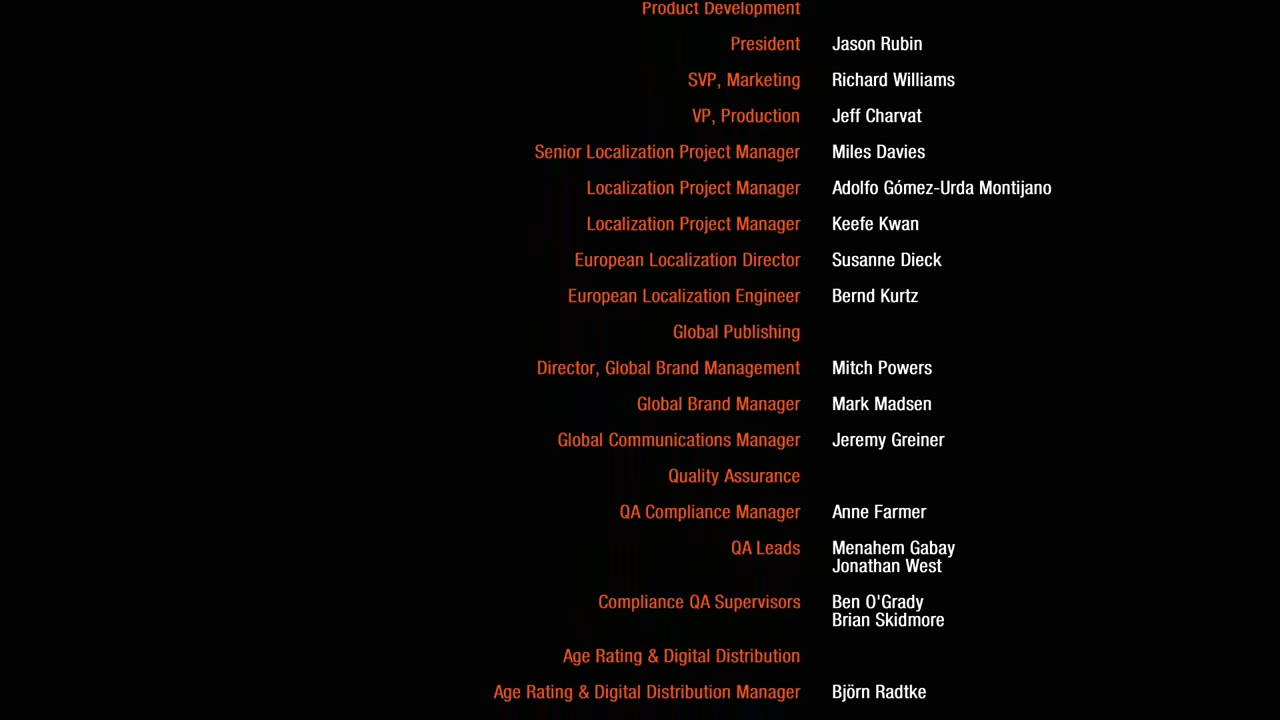 Product Development
President Jason Rubin
SVP, Marketing Richard Williams
VP, Production Jeff Charvat
Senior Localization Project Manager Miles Davies
Localization Project Manager Adolfo Gómez-Urda Montijano
Localization Project Manager Keefe Kwan
European Localization Director Susanne Dieck
European Localization Engineer Bernd Kurtz
Global Publishing
Director, Global Brand Management Mitch Powers
Global Brand Manager Mark Madsen
Global Communications Manager Jeremy Greiner
Quality Assurance
QA Compliance Manager Anne Farmer
QA Leads Menahem Gabay
Jonathan West
Compliance QA Supervisors Ben O'Grady
Brian Skidmore
Age Rating & Digital Distribution
Age Rating & Digital Distribution Manager Björn Radtke